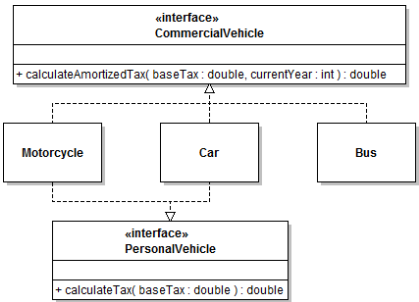 «interface»
CommercialVehicle
+ calculateAmortizedTax( baseTax : double, currentYear : int ) : double
Motorcycle
Car
Bus
«interface»
PersonalVehicle
+ calculateTax( baseTax : double ) : double